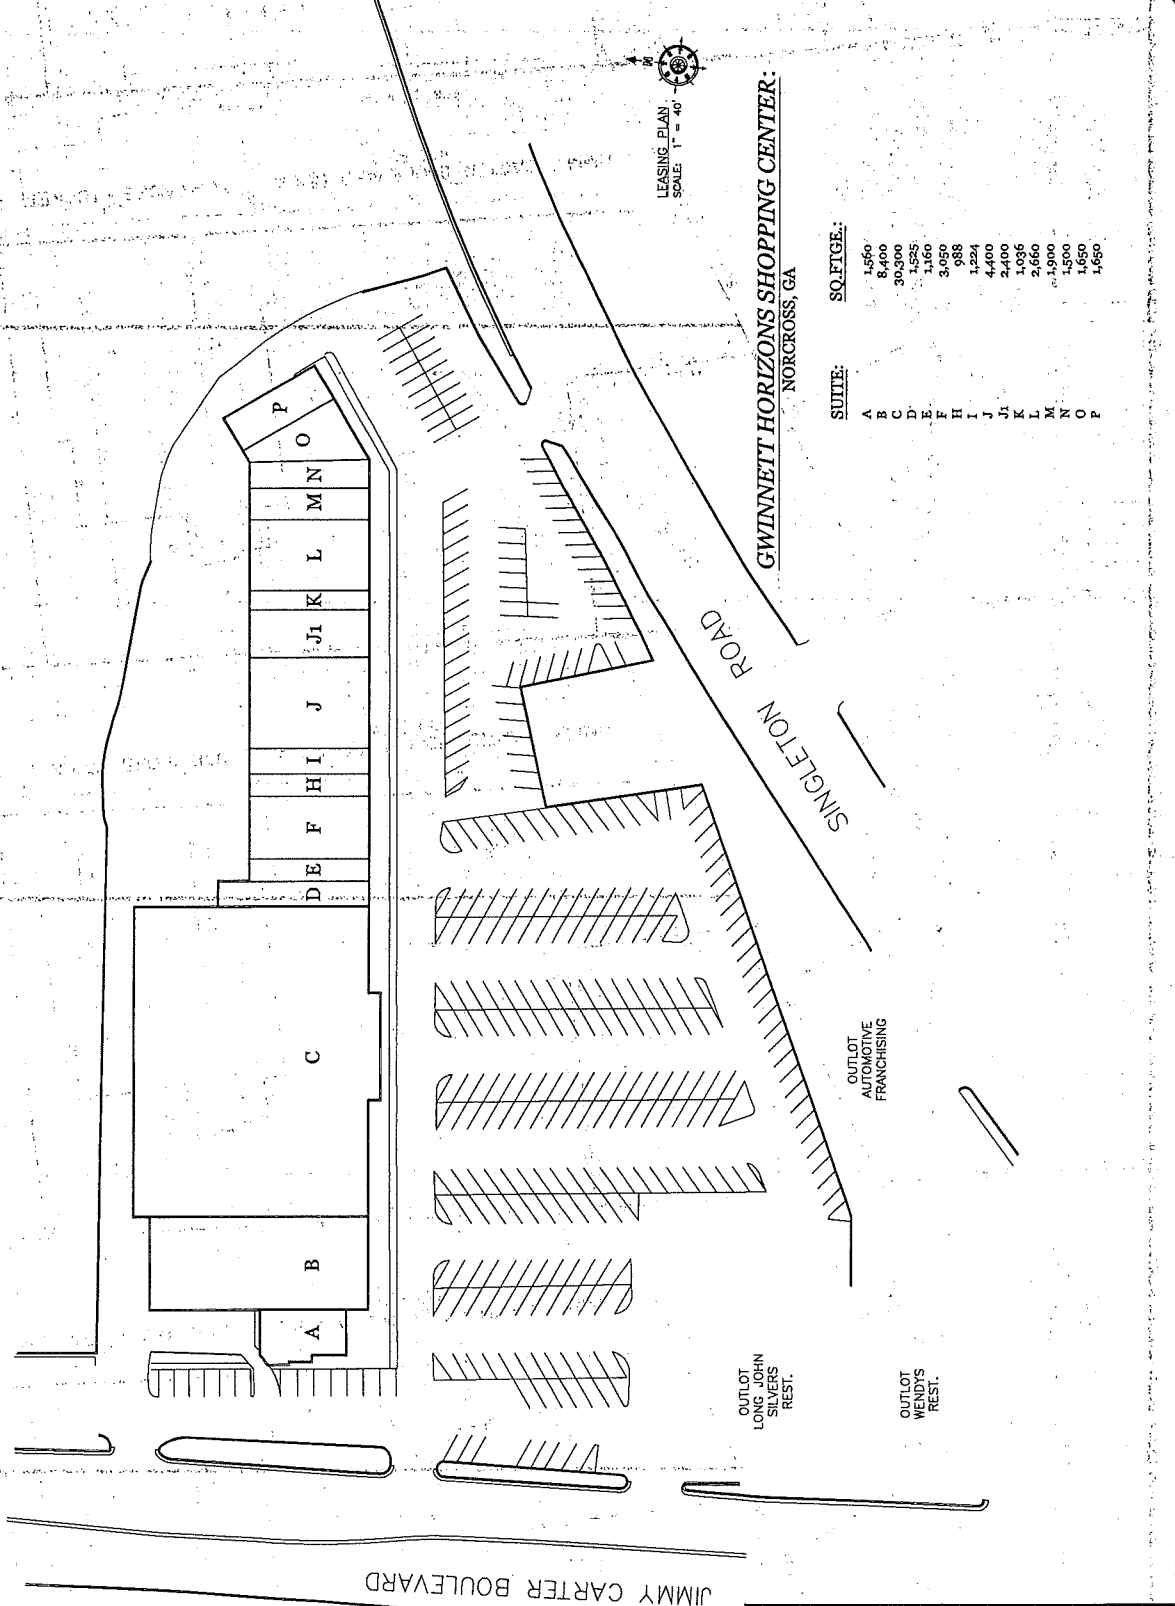 LEASING PLAN
SCALE: 1" = 40'
N
GWINNETT HORIZONS SHOPPING CENTER:
NORCROSS, GA
SUITE: SQ.FTGE.:
A 1,560
B 8,400
C 30,300
D 1,525
E 1,160
F 3,050
H 988
I 1,224
J 4,400
J1 2,400
K 1,036
L 2,660
M 1,900
N 1,500
O 1,650
P 1,650
A
B
C
D
E
F
H
I
J
J1
K
L
M
N
O
P
SINGLETON ROAD
JIMMY CARTER BOULEVARD
OUTLOT
AUTOMOTIVE
FRANCHISING
OUTLOT
LONG JOHN
SILVERS
REST.
OUTLOT
WENDYS
REST.